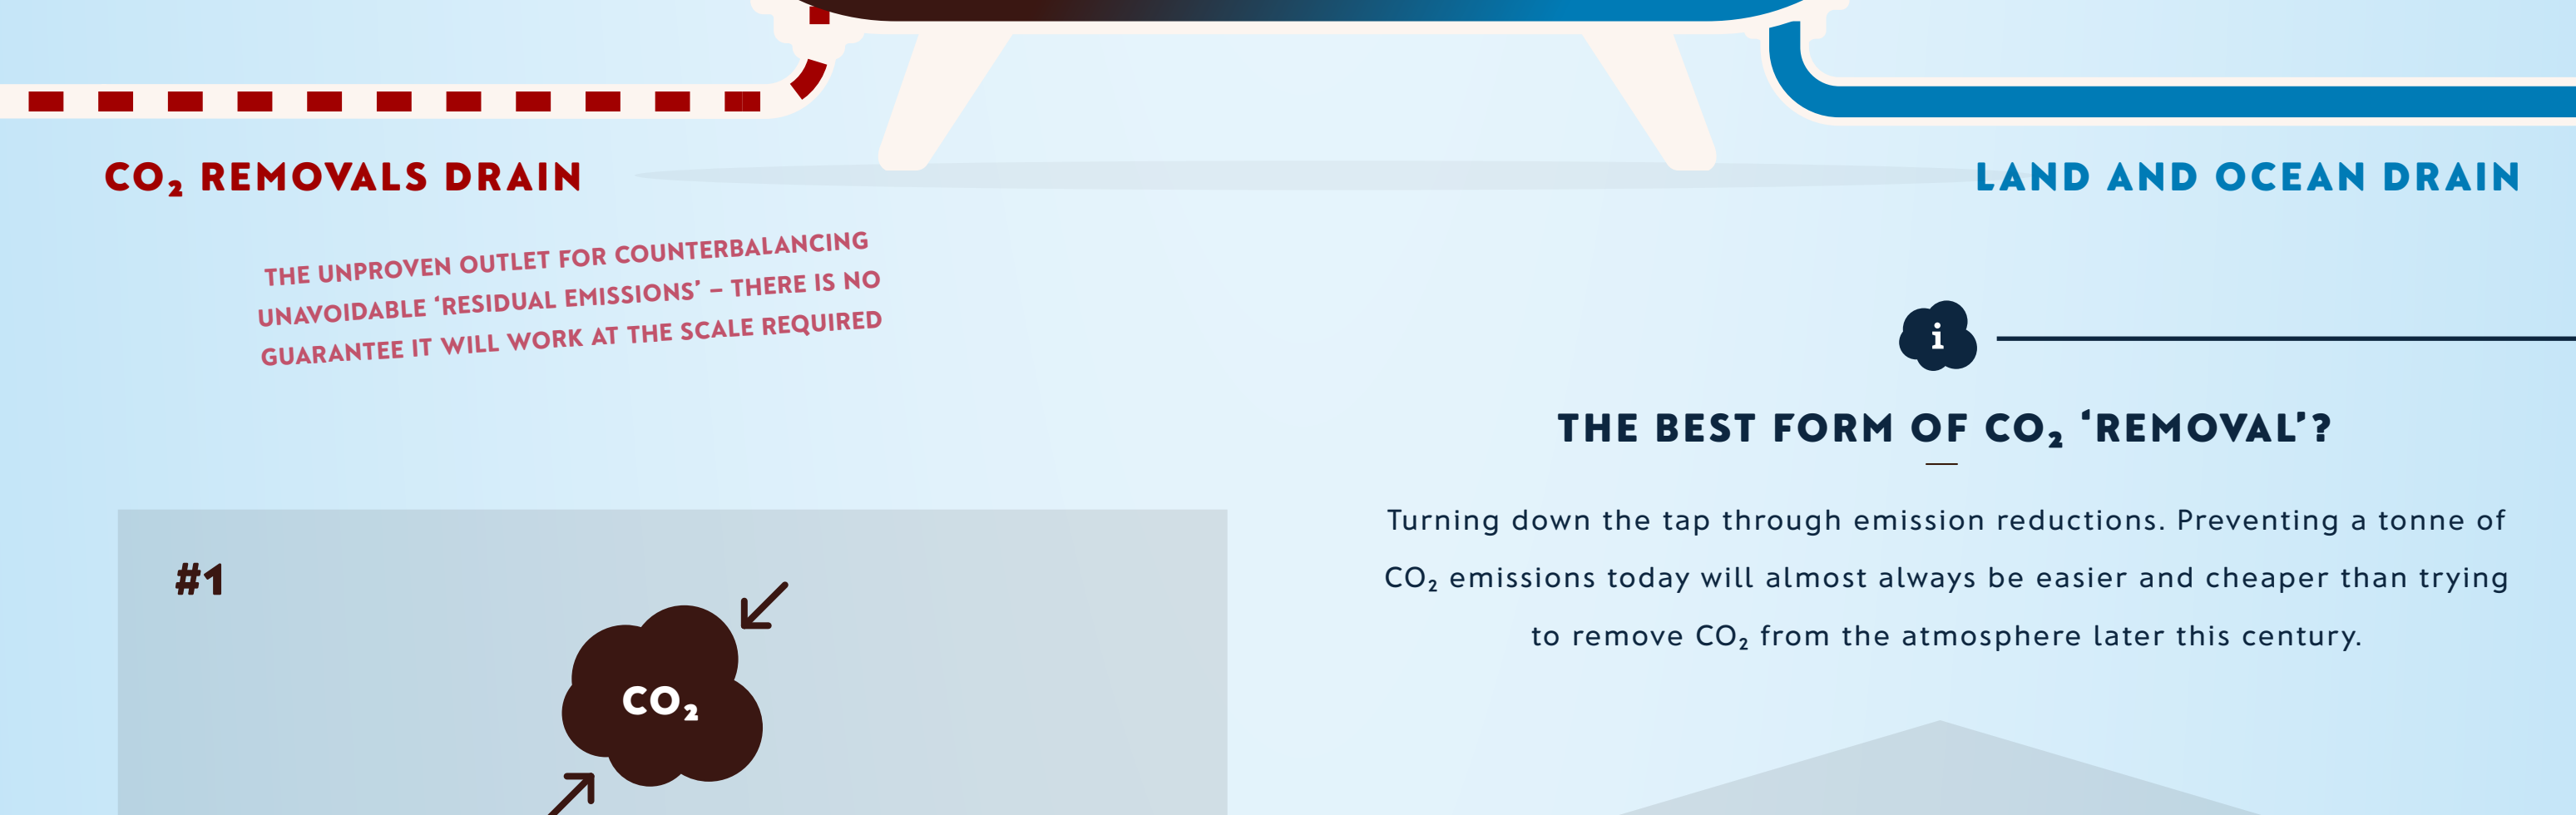 CO₂ REMOVALS DRAIN
LAND AND OCEAN DRAIN
THE UNPROVEN OUTLET FOR COUNTERBALANCING
UNAVOIDABLE ‘RESIDUAL EMISSIONS’ – THERE IS NO
GUARANTEE IT WILL WORK AT THE SCALE REQUIRED
i
THE BEST FORM OF CO₂ ‘REMOVAL’?
Turning down the tap through emission reductions. Preventing a tonne of
CO₂ emissions today will almost always be easier and cheaper than trying
to remove CO₂ from the atmosphere later this century.
#1
CO₂